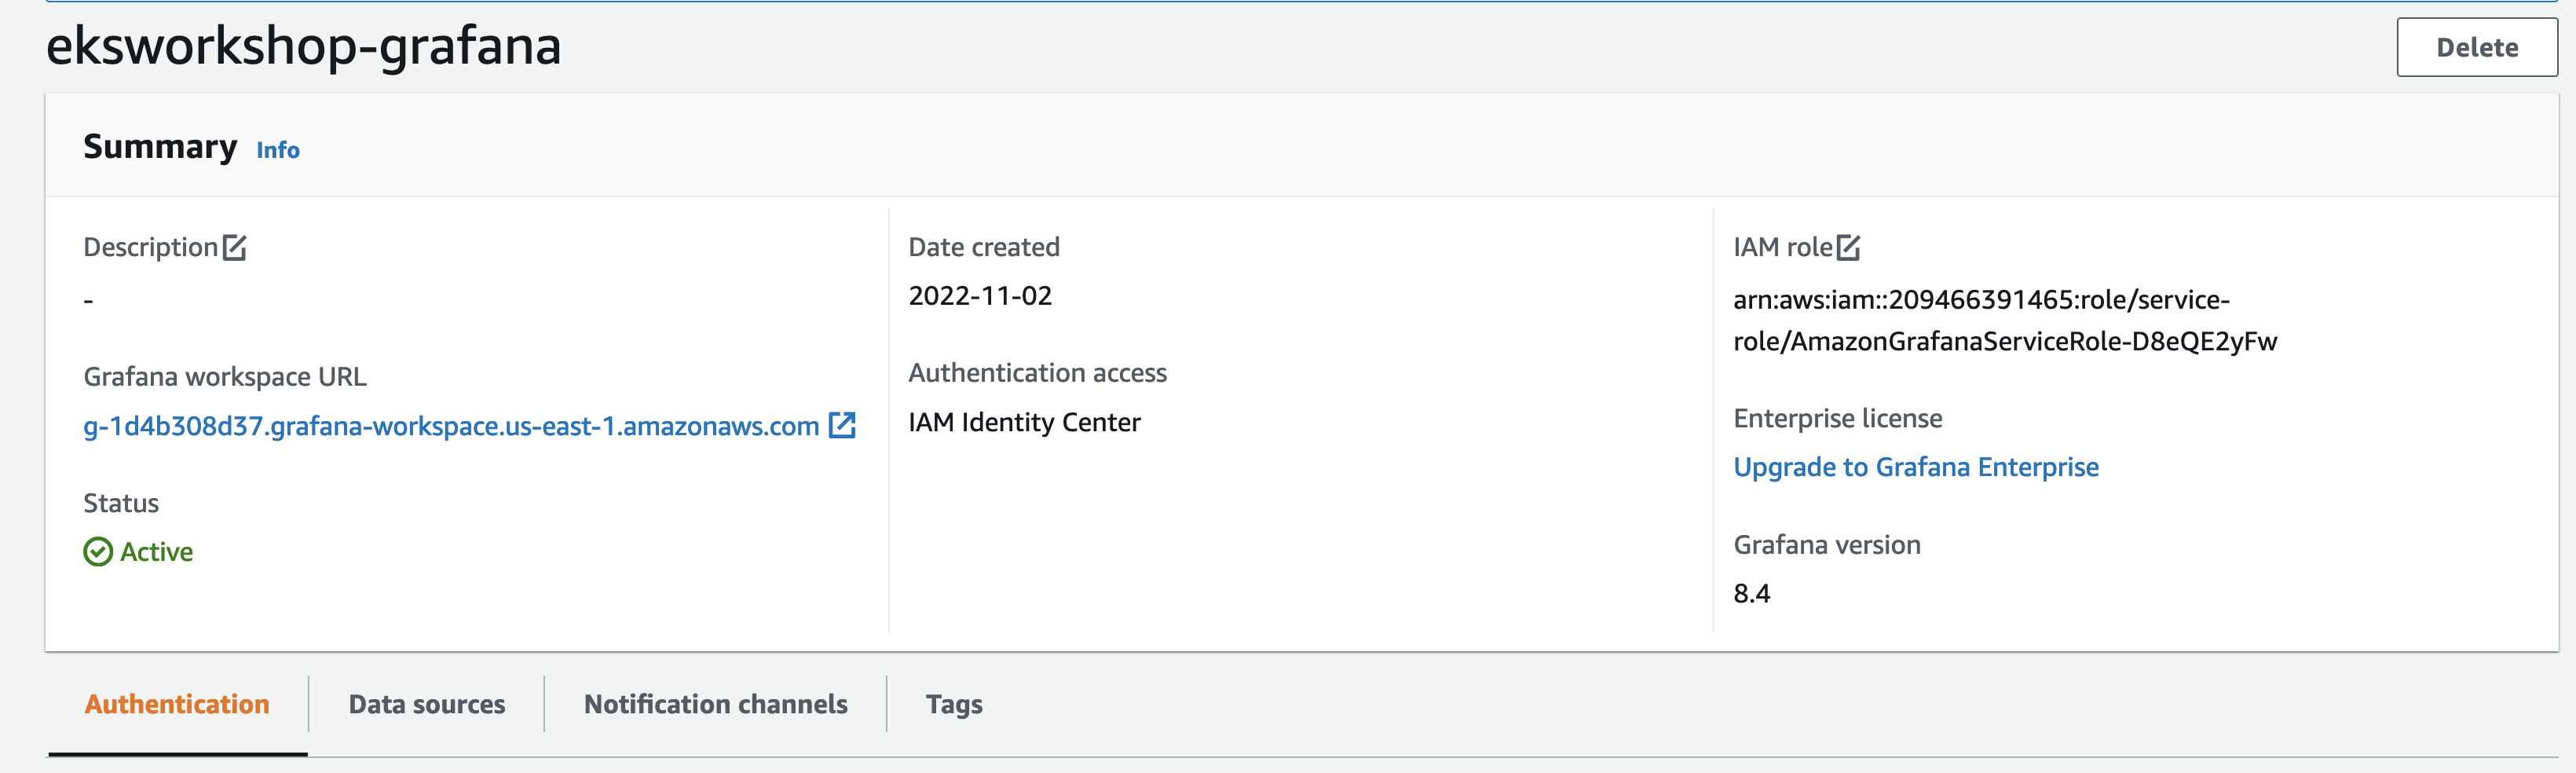 eksworkshop-grafana
Delete
Summary Info
Description
-
Grafana workspace URL
g-1d4b308d37.grafana-workspace.us-east-1.amazonaws.com
Status
Active
Date created
2022-11-02
Authentication access
IAM Identity Center
IAM role
arn:aws:iam::209466391465:role/service-
role/AmazonGrafanaServiceRole-D8eQE2yFw
Enterprise license
Upgrade to Grafana Enterprise
Grafana version
8.4
Authentication
Data sources
Notification channels
Tags